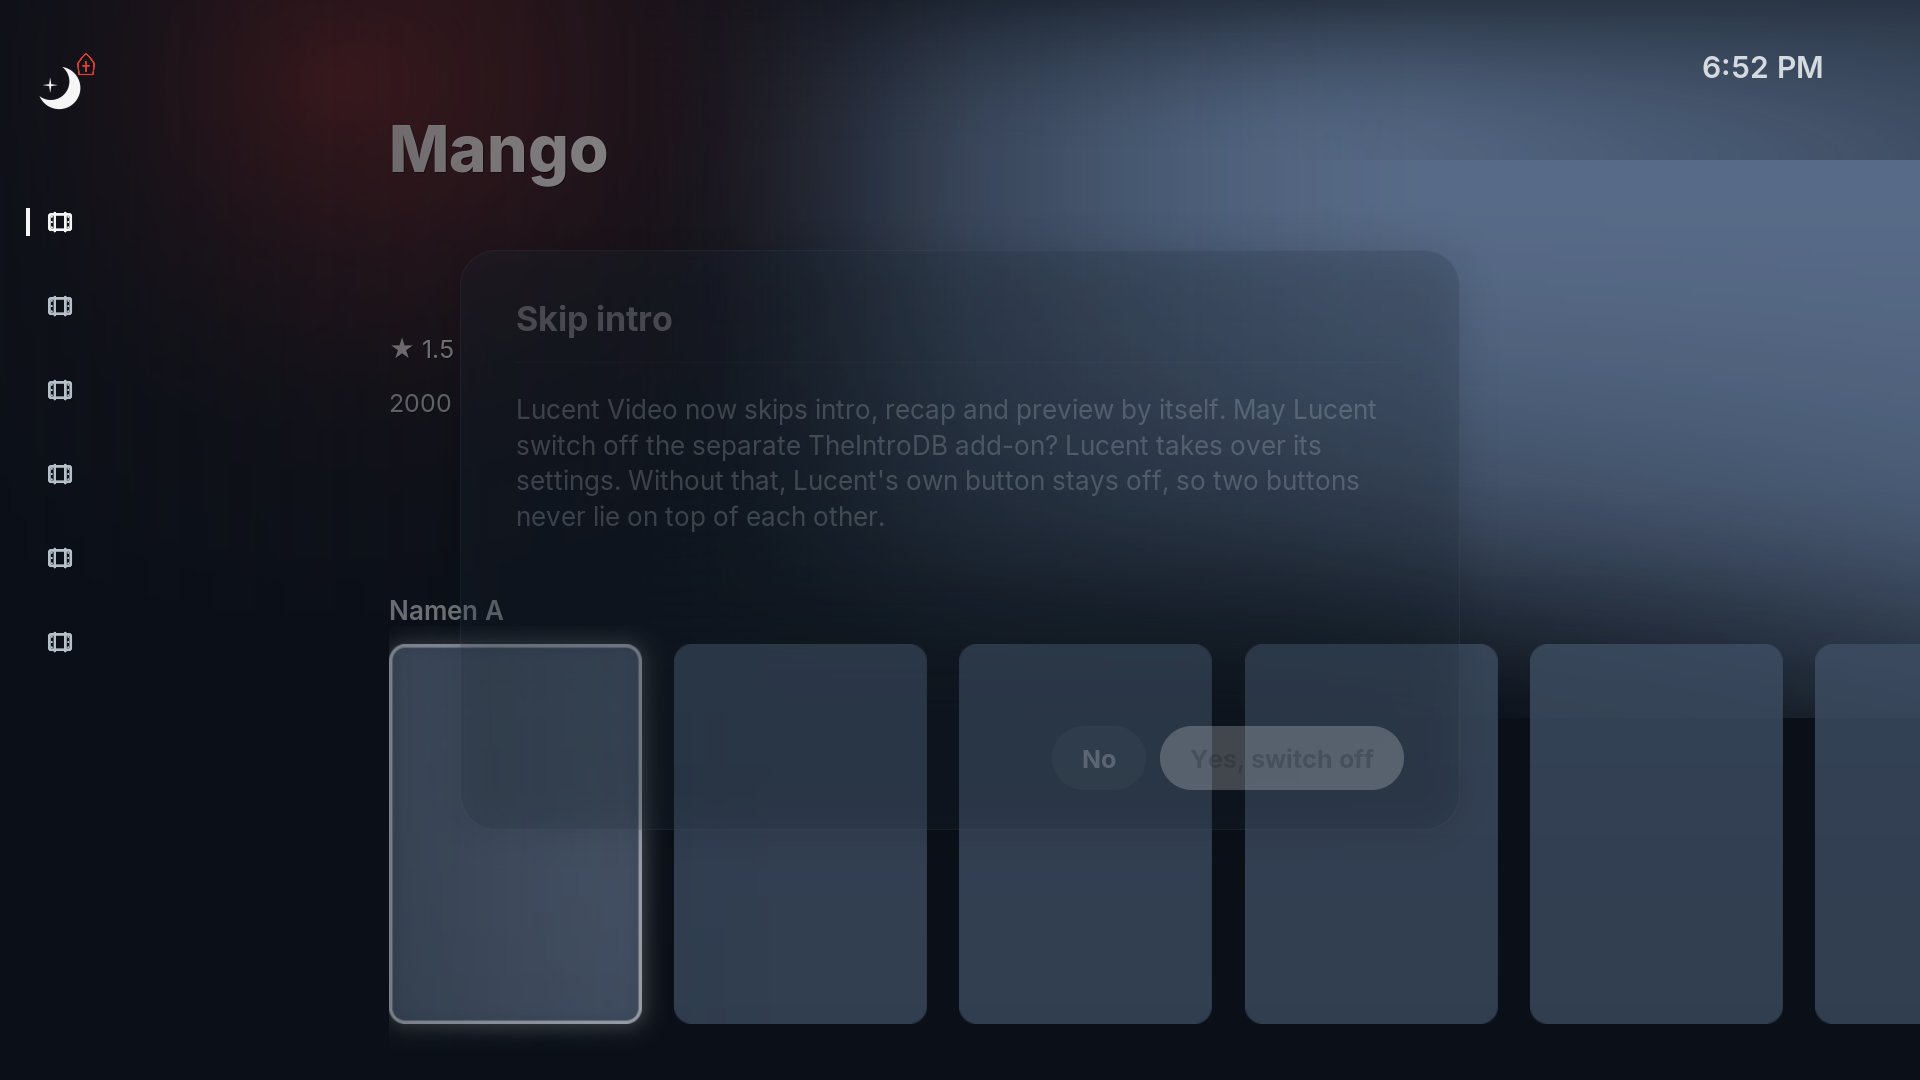 6:52 PM
Mango
Skip intro
★ 1.5
2000
Lucent Video now skips intro, recap and preview by itself. May Lucent
switch off the separate TheIntroDB add-on? Lucent takes over its
settings. Without that, Lucent's own button stays off, so two buttons
never lie on top of each other.
Namen A
No
Yes, switch off